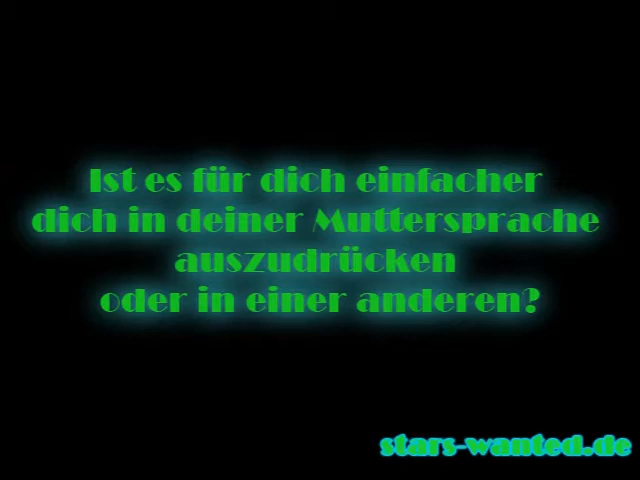 Ist es für dich einfacher
dich in deiner Muttersprache
auszudrücken
oder in einer anderen?
stars-wanted.de